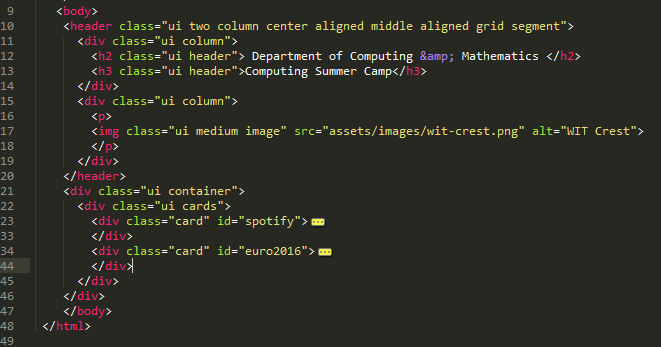 9 <body>
10 <header class="ui two column center aligned middle aligned grid segment">
11 <div class="ui column">
12 <h2 class="ui header"> Department of Computing &amp; Mathematics </h2>
13 <h3 class="ui header">Computing Summer Camp</h3>
14 </div>
15 <div class="ui column">
16 <p>
17 <img class="ui medium image" src="assets/images/wit-crest.png" alt="WIT Crest">
18 </p>
19 </div>
20 </header>
21 <div class="ui container">
22 <div class="ui cards">
23 <div class="card" id="spotify">
33 </div>
34 <div class="card" id="euro2016">
44 </div>
45 </div>
46 </div>
47 </body>
48 </html>
49